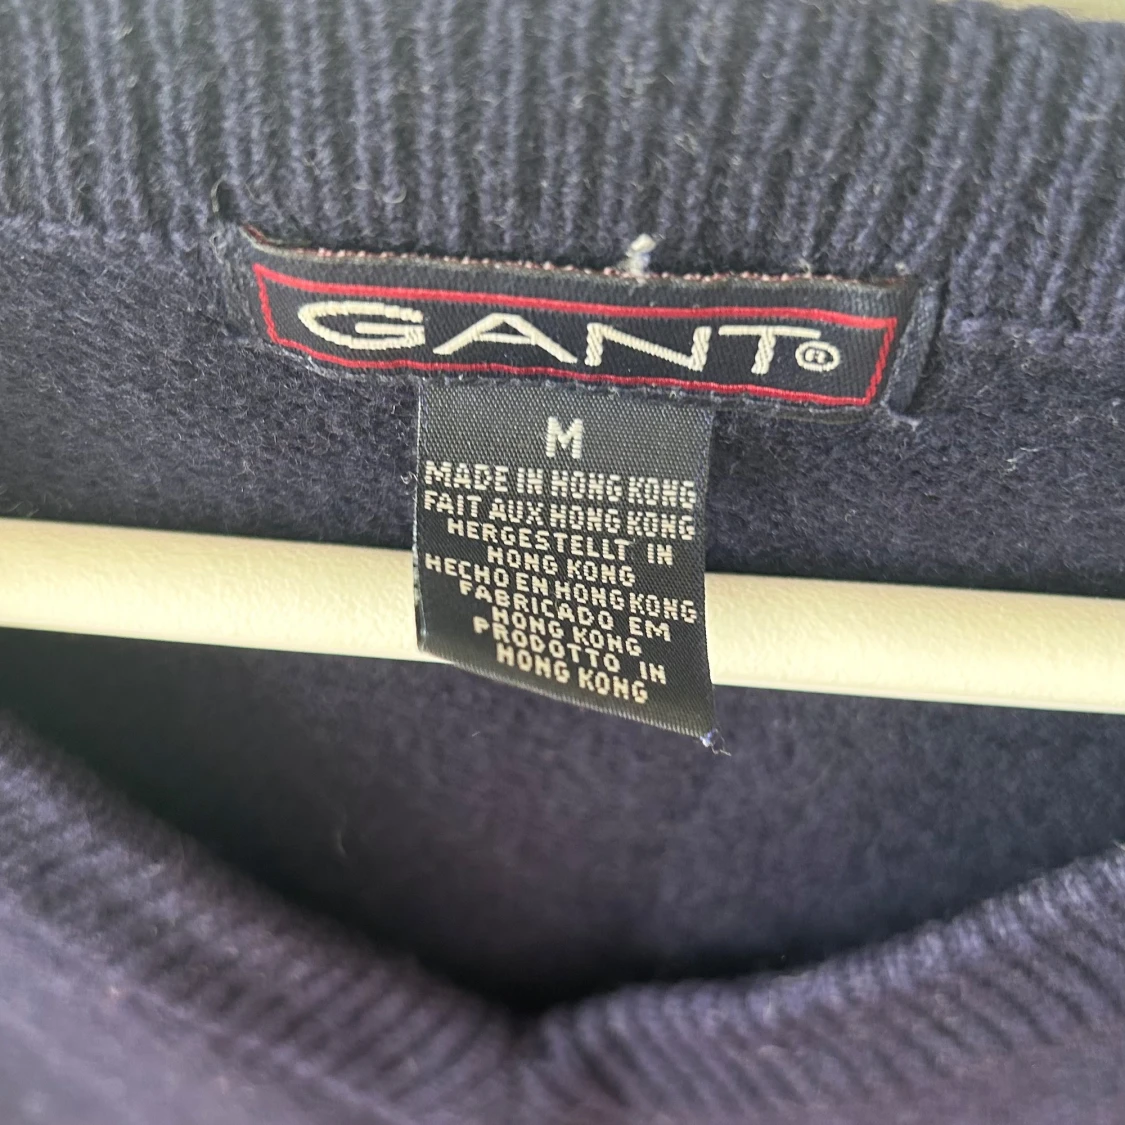 GANT®
M
MADE IN HONG KONG
FAIT AUX HONG KONG
HERGESTELLT IN
HONG KONG
HECHO EN HONG KONG
FABRICADO EM
HONG KONG
PRODOTTO IN
HONG KONG